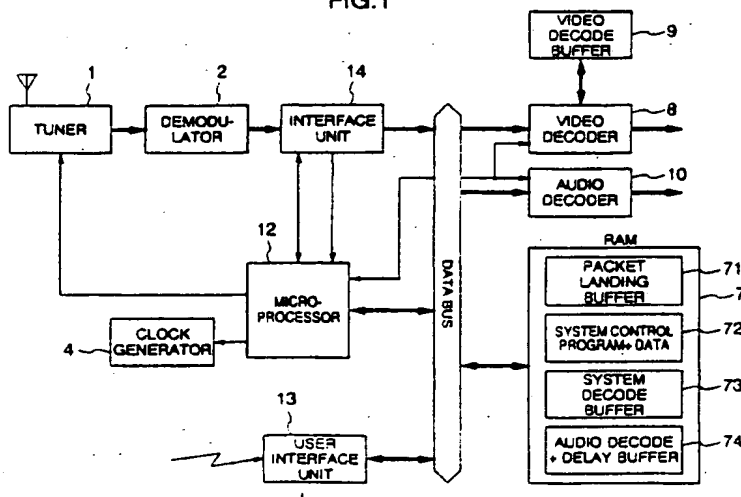 FIG.1
VIDEO
DECODE
BUFFER
9
1
2
14
8
TUNER
DEMODU-
LATOR
INTERFACE
UNIT
VIDEO
DECODER
10
AUDIO
DECODER
12
RAM
MICRO-
PROCESSOR
DATA BUS
PACKET
LANDING
BUFFER
71
7
4
CLOCK
GENERATOR
SYSTEM CONTROL
PROGRAM+ DATA
72
SYSTEM
DECODE
BUFFER
73
13
USER
INTERFACE
UNIT
AUDIO DECODE
+ DELAY BUFFER
74